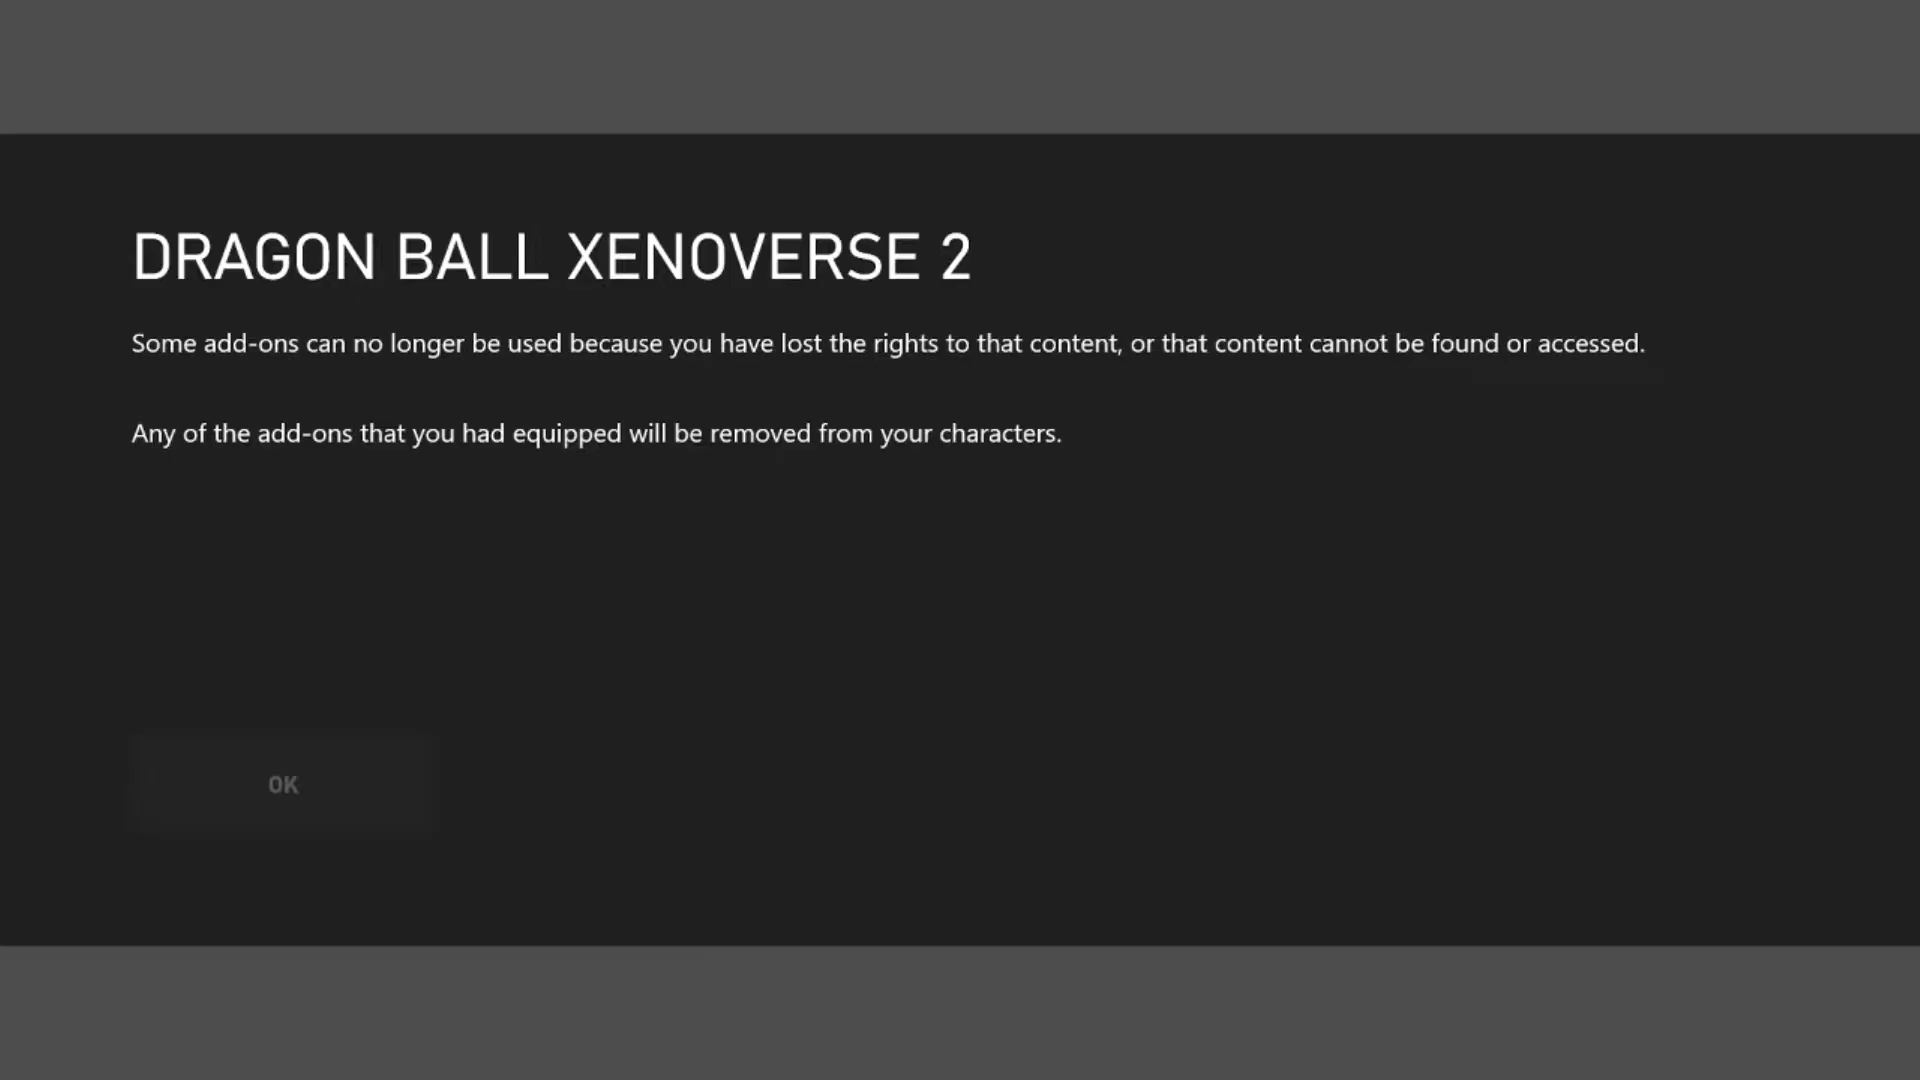 DRAGON BALL XENOVERSE 2
Some add-ons can no longer be used because you have lost the rights to that content, or that content cannot be found or accessed.
Any of the add-ons that you had equipped will be removed from your characters.
OK